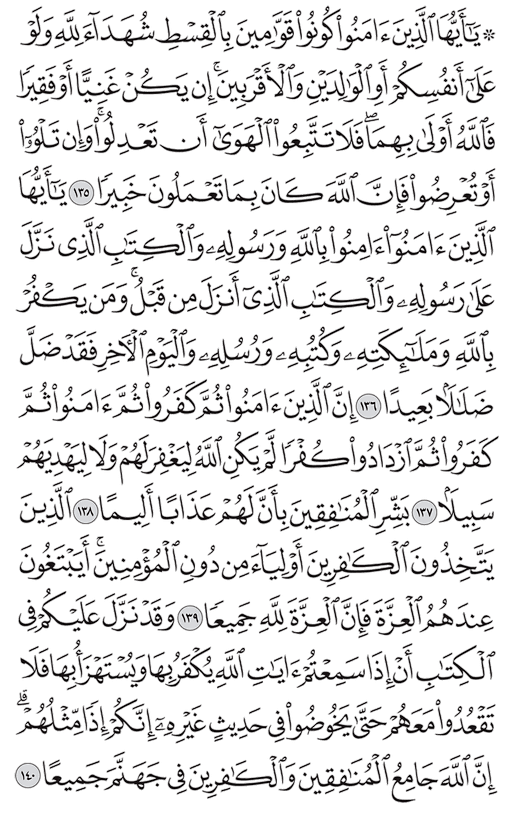 ۞ يَٰٓأَيُّهَا ٱلَّذِينَ ءَامَنُوا۟ كُونُوا۟ قَوَّٰمِينَ بِٱلْقِسْطِ شُهَدَآءَ لِلَّهِ وَلَوْ
عَلَىٰٓ أَنفُسِكُمْ أَوِ ٱلْوَٰلِدَيْنِ وَٱلْأَقْرَبِينَ ۚ إِن يَكُنْ غَنِيًّا أَوْ فَقِيرًا
فَٱللَّهُ أَوْلَىٰ بِهِمَا ۖ فَلَا تَتَّبِعُوا۟ ٱلْهَوَىٰٓ أَن تَعْدِلُوا۟ ۚ وَإِن تَلْوُۥٓا۟
أَوْ تُعْرِضُوا۟ فَإِنَّ ٱللَّهَ كَانَ بِمَا تَعْمَلُونَ خَبِيرًا ١٣٥ يَٰٓأَيُّهَا
ٱلَّذِينَ ءَامَنُوٓا۟ ءَامِنُوا۟ بِٱللَّهِ وَرَسُولِهِۦ وَٱلْكِتَٰبِ ٱلَّذِى نَزَّلَ
عَلَىٰ رَسُولِهِۦ وَٱلْكِتَٰبِ ٱلَّذِىٓ أَنزَلَ مِن قَبْلُ ۚ وَمَن يَكْفُرْ
بِٱللَّهِ وَمَلَٰٓئِكَتِهِۦ وَكُتُبِهِۦ وَرُسُلِهِۦ وَٱلْيَوْمِ ٱلْءَاخِرِ فَقَدْ ضَلَّ
ضَلَٰلًۢا بَعِيدًا ١٣٦ إِنَّ ٱلَّذِينَ ءَامَنُوا۟ ثُمَّ كَفَرُوا۟ ثُمَّ ءَامَنُوا۟ ثُمَّ
كَفَرُوا۟ ثُمَّ ٱزْدَادُوا۟ كُفْرًا لَّمْ يَكُنِ ٱللَّهُ لِيَغْفِرَ لَهُمْ وَلَا لِيَهْدِيَهُمْ
سَبِيلًۢا ١٣٧ بَشِّرِ ٱلْمُنَٰفِقِينَ بِأَنَّ لَهُمْ عَذَابًا أَلِيمًا ١٣٨ ٱلَّذِينَ
يَتَّخِذُونَ ٱلْكَٰفِرِينَ أَوْلِيَآءَ مِن دُونِ ٱلْمُؤْمِنِينَ ۚ أَيَبْتَغُونَ
عِندَهُمُ ٱلْعِزَّةَ فَإِنَّ ٱلْعِزَّةَ لِلَّهِ جَمِيعًا ١٣٩ وَقَدْ نَزَّلَ عَلَيْكُمْ فِى
ٱلْكِتَٰبِ أَنْ إِذَا سَمِعْتُمْ ءَايَٰتِ ٱللَّهِ يُكْفَرُ بِهَا وَيُسْتَهْزَأُ بِهَا فَلَا
تَقْعُدُوا۟ مَعَهُمْ حَتَّىٰ يَخُوضُوا۟ فِى حَدِيثٍ غَيْرِهِۦٓ ۚ إِنَّكُمْ إِذًا مِّثْلُهُمْ ۗ
إِنَّ ٱللَّهَ جَامِعُ ٱلْمُنَٰفِقِينَ وَٱلْكَٰفِرِينَ فِى جَهَنَّمَ جَمِيعًا ١٤٠